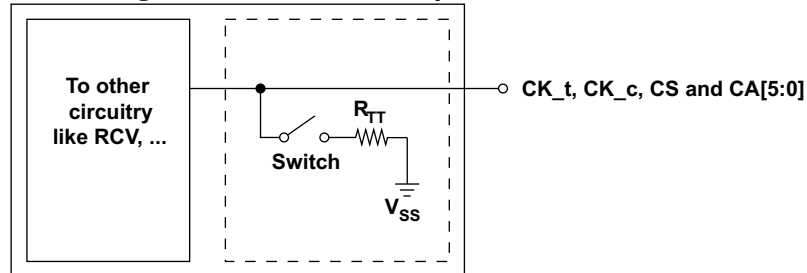 To other
circuitry
like RCV, ...
CK_t, CK_c, CS and CA[5:0]
RTT
Switch
VSS